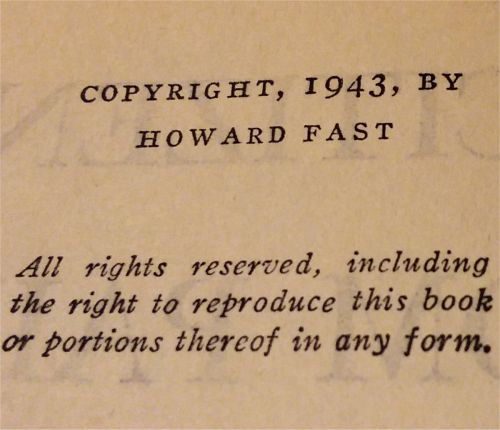 COPYRIGHT, 1943, BY
HOWARD FAST
All rights reserved, including
the right to reproduce this book
or portions thereof in any form.